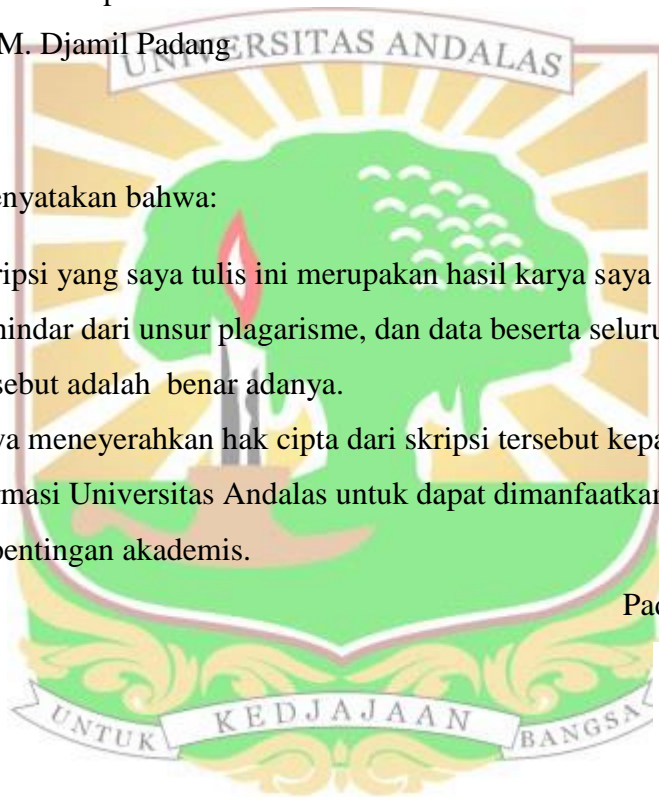 M. Djamil Padang
UNIVERSITAS ANDALAS
enyatakan bahwa:
ripsi yang saya tulis ini merupakan hasil karya saya
hindar dari unsur plagarisme, dan data beserta seluru
sebut adalah benar adanya.
ya meneyerahkan hak cipta dari skripsi tersebut kepa
rmasi Universitas Andalas untuk dapat dimanfaatkan
pentingan akademis.
Pad
UNTUK KEDJAJAAN BANGSA